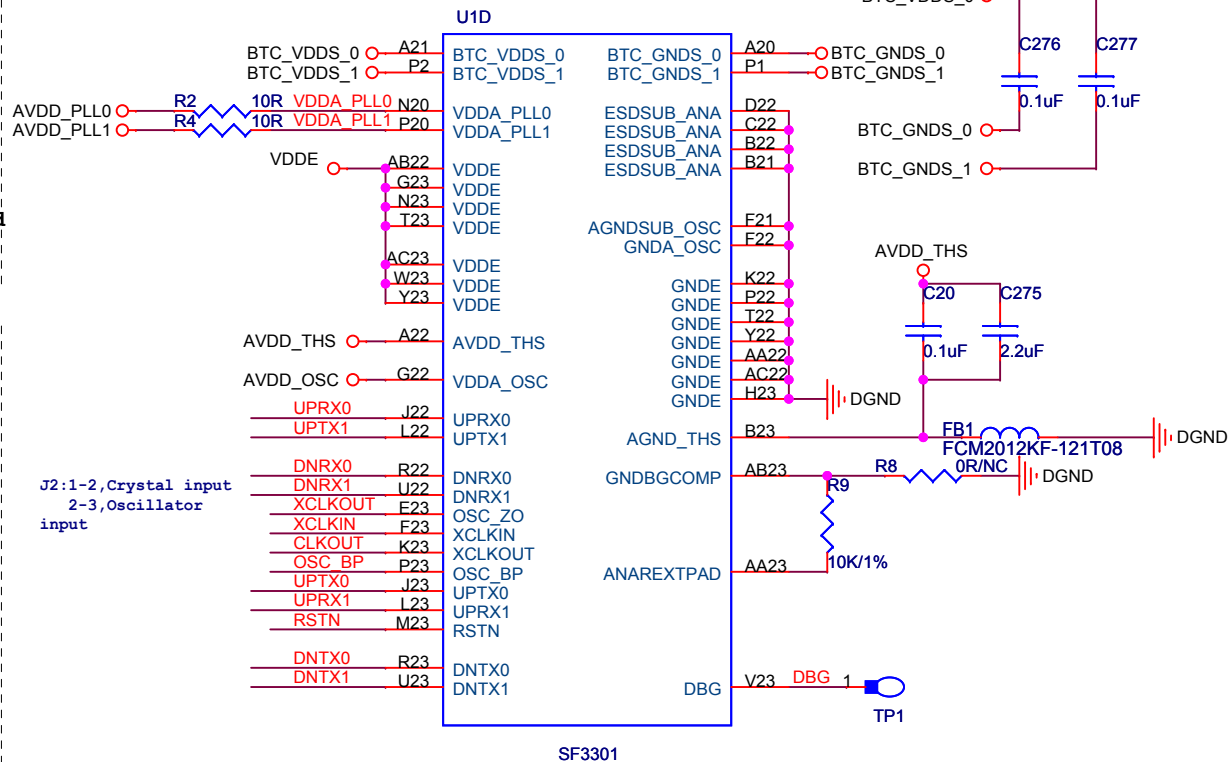 U1D
BTC_VDDS_0 A21 BTC_VDDS_0 BTC_GNDS_0 A20 BTC_GNDS_0
BTC_VDDS_1 P2 BTC_VDDS_1 BTC_GNDS_1 P1 BTC_GNDS_1
C276 C277
0.1uF 0.1uF
BTC_GNDS_0
BTC_GNDS_1
AVDD_PLL0 R2 10R VDDA_PLL0 N20 VDDA_PLL0 ESDSUB_ANA D22
AVDD_PLL1 R4 10R VDDA_PLL1 P20 VDDA_PLL1 ESDSUB_ANA C22
ESDSUB_ANA B22
VDDE AB22 VDDE ESDSUB_ANA B21
G23 VDDE
N23 VDDE
T23 VDDE AGNDSUB_OSC F21
GNDA_OSC F22
AC23 VDDE
W23 VDDE GNDE K22
Y23 VDDE GNDE P22
GNDE T22
AVDD_THS A22 AVDD_THS GNDE Y22
GNDE AA22
AVDD_OSC G22 VDDA_OSC GNDE AC22
GNDE H23 DGND
AVDD_THS
C20 C275
0.1uF 2.2uF
UPRX0 J22 UPRX0
UPTX1 L22 UPTX1 AGND_THS B23 FB1 DGND
FCM2012KF-121T08
DNRX0 R22 DNRX0 GNDBGCOMP AB23 R8 0R/NC DGND
DNRX1 U22 DNRX1 R9
XCLKOUT E23 OSC_ZO
XCLKIN F23 XCLKIN
CLKOUT K23 XCLKOUT
OSC_BP P23 OSC_BP ANAREXTPAD AA23 10K/1%
UPTX0 J23 UPTX0
UPRX1 L23 UPRX1
RSTN M23 RSTN
DNTX0 R23 DNTX0
DNTX1 U23 DNTX1 DBG V23 DBG 1
TP1
SF3301
J2:1-2,Crystal input
2-3,Oscillator
input